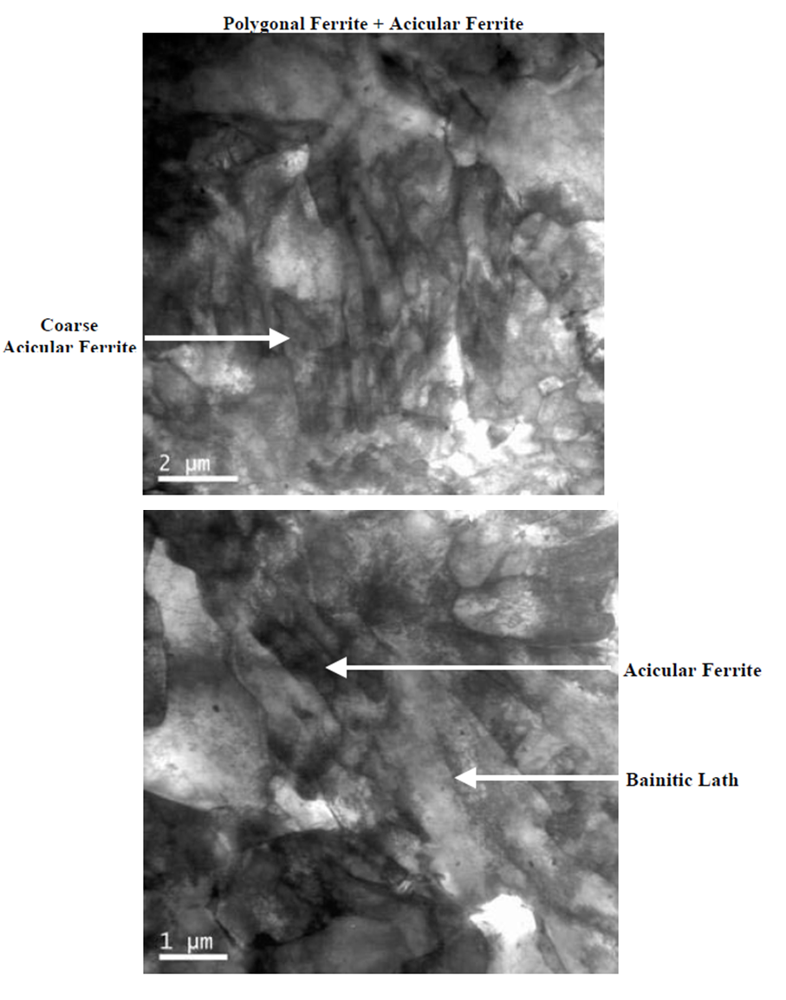 Polygonal Ferrite + Acicular Ferrite
Coarse
Acicular Ferrite
2 µm
Acicular Ferrite
Bainitic Lath
1 µm